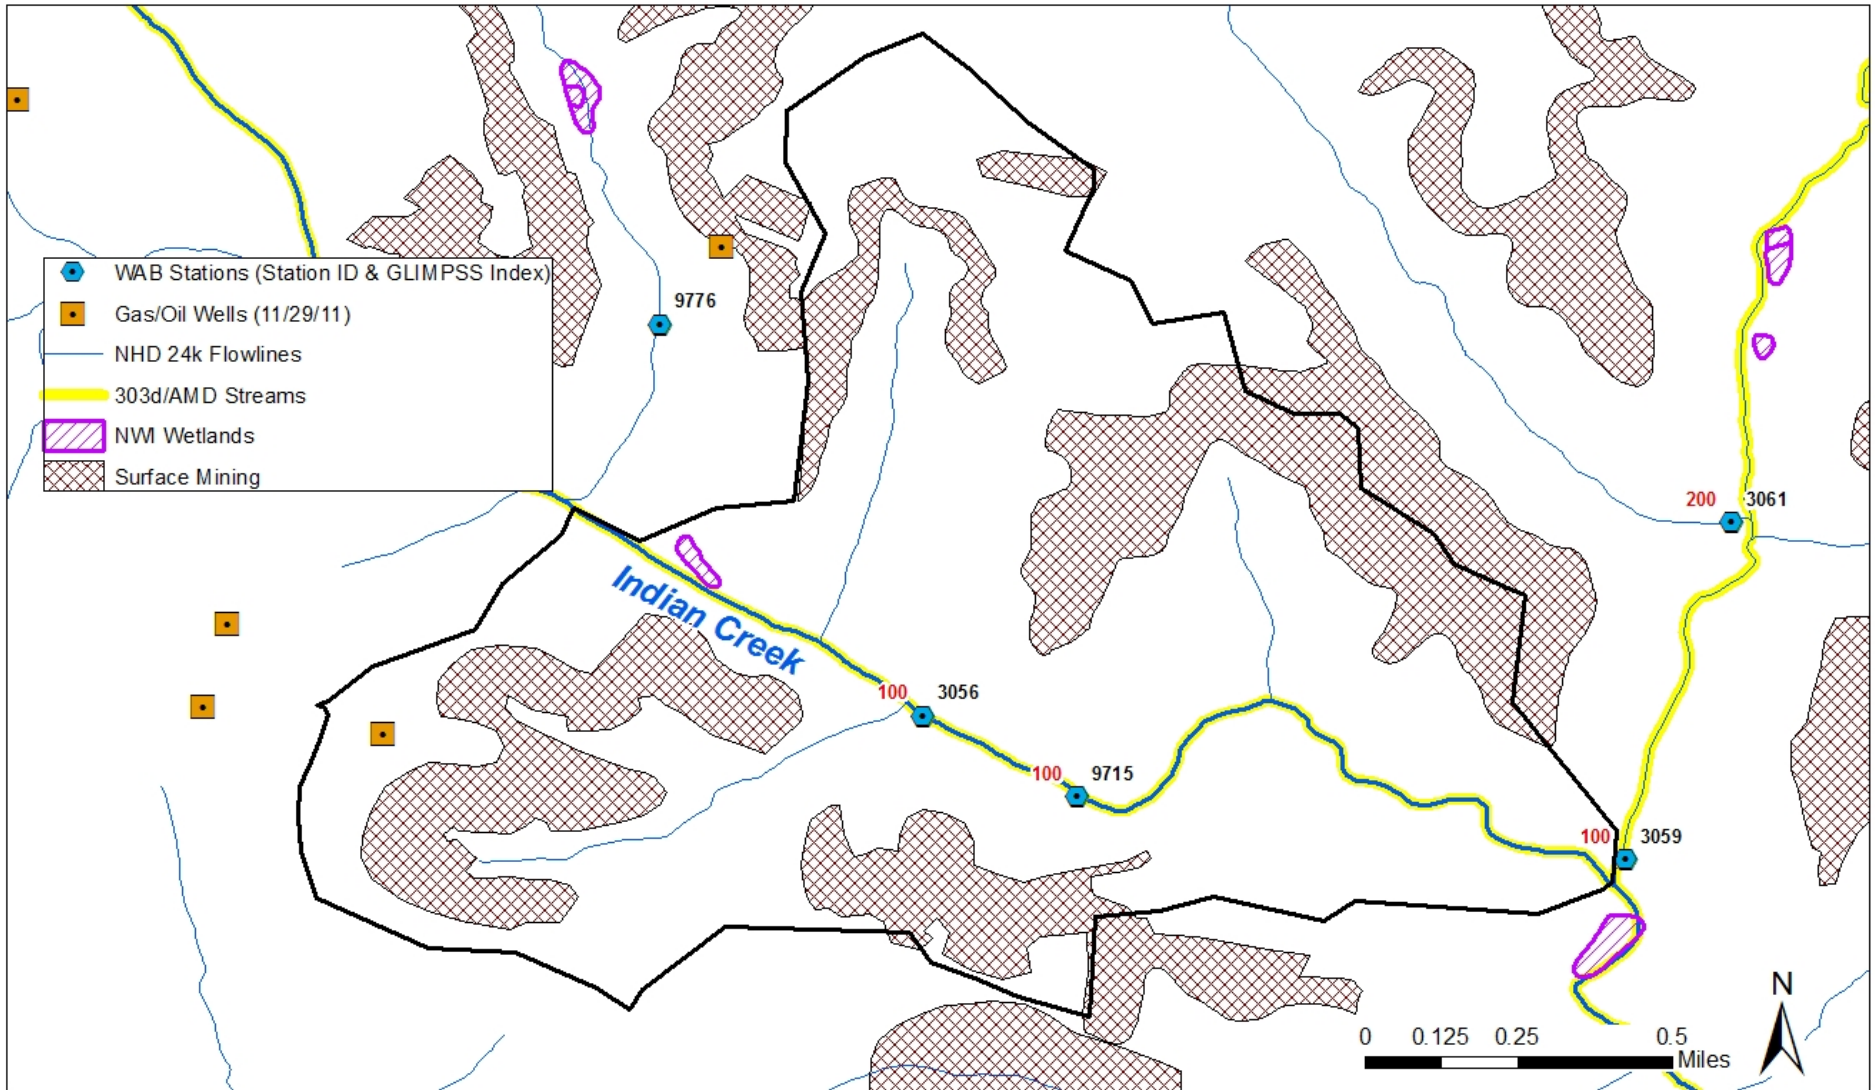 WAB Stations (Station ID & GLIMPSS Index)
Gas/Oil Wells (11/29/11)
NHD 24k Flowlines
303d/AMD Streams
NWI Wetlands
Surface Mining
9776
200 3061
Indian Creek
100 3056
100 9715
100 3059
N
0 0.125 0.25 0.5
Miles